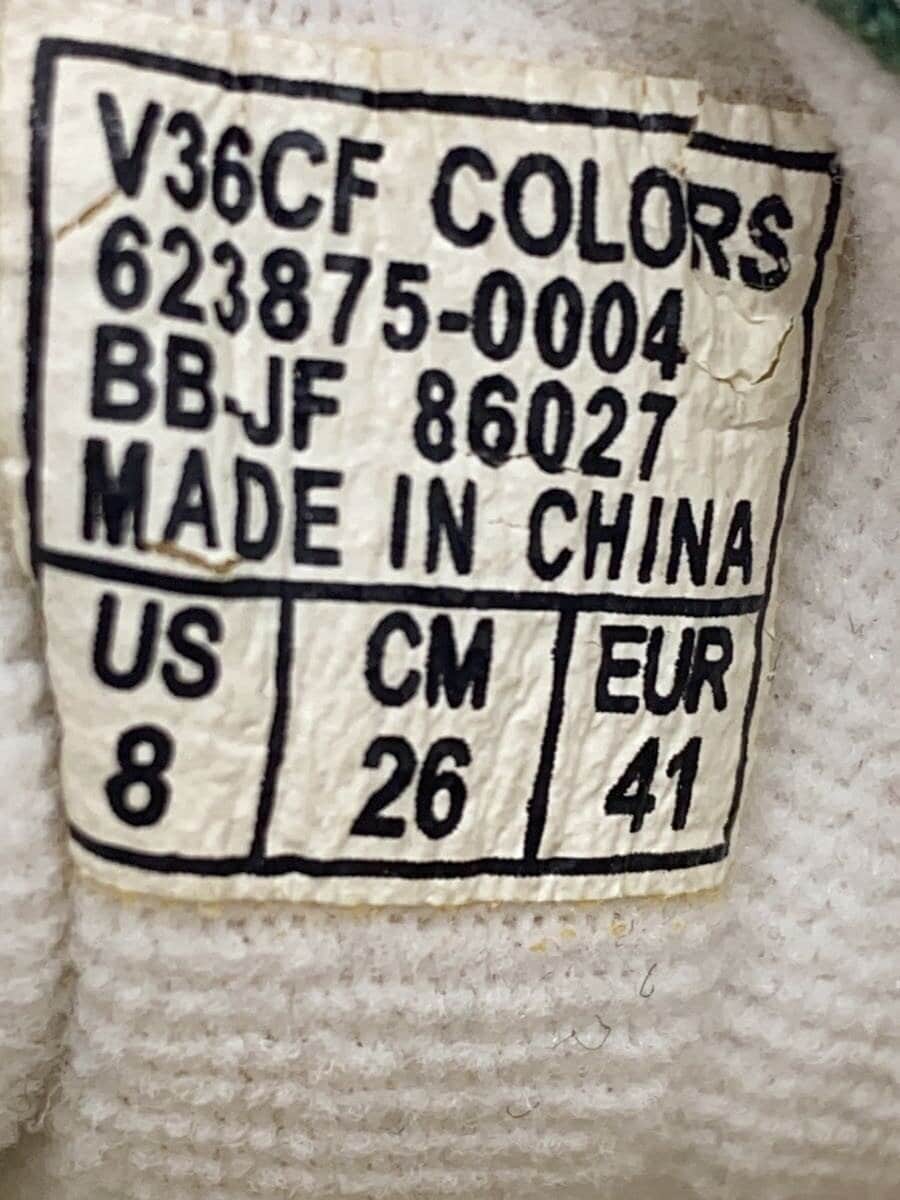 V36CF COLORS
623875-0004
BBJF 86027
MADE IN CHINA
US CM EUR
8 26 41